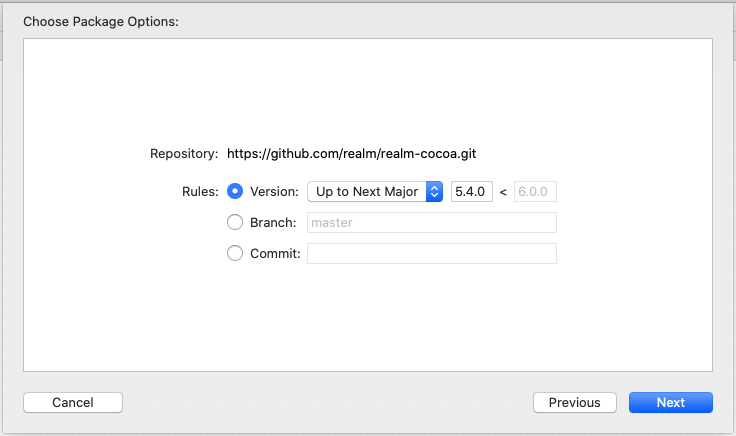 Choose Package Options:
Repository: https://github.com/realm/realm-cocoa.git
Rules: Version: Up to Next Major 5.4.0 < 6.0.0
Branch: master
Commit:
Cancel Previous Next